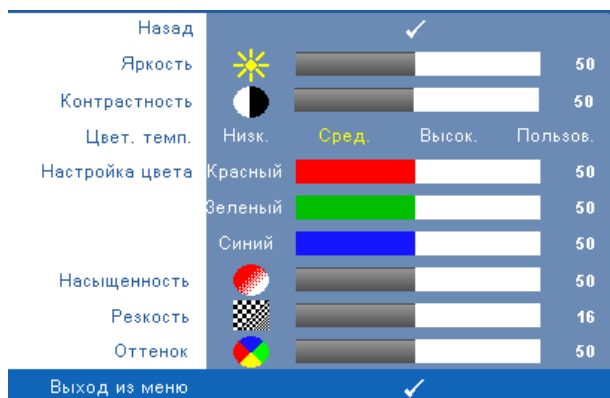 Назад
Яркость 50
Контрастность 50
Цвет. темп. Низк. Сред. Высок. Пользов.
Настройка цвета Красный 50
Зеленый 50
Синий 50
Насыщенность 50
Резкость 16
Оттенок 50
Выход из меню